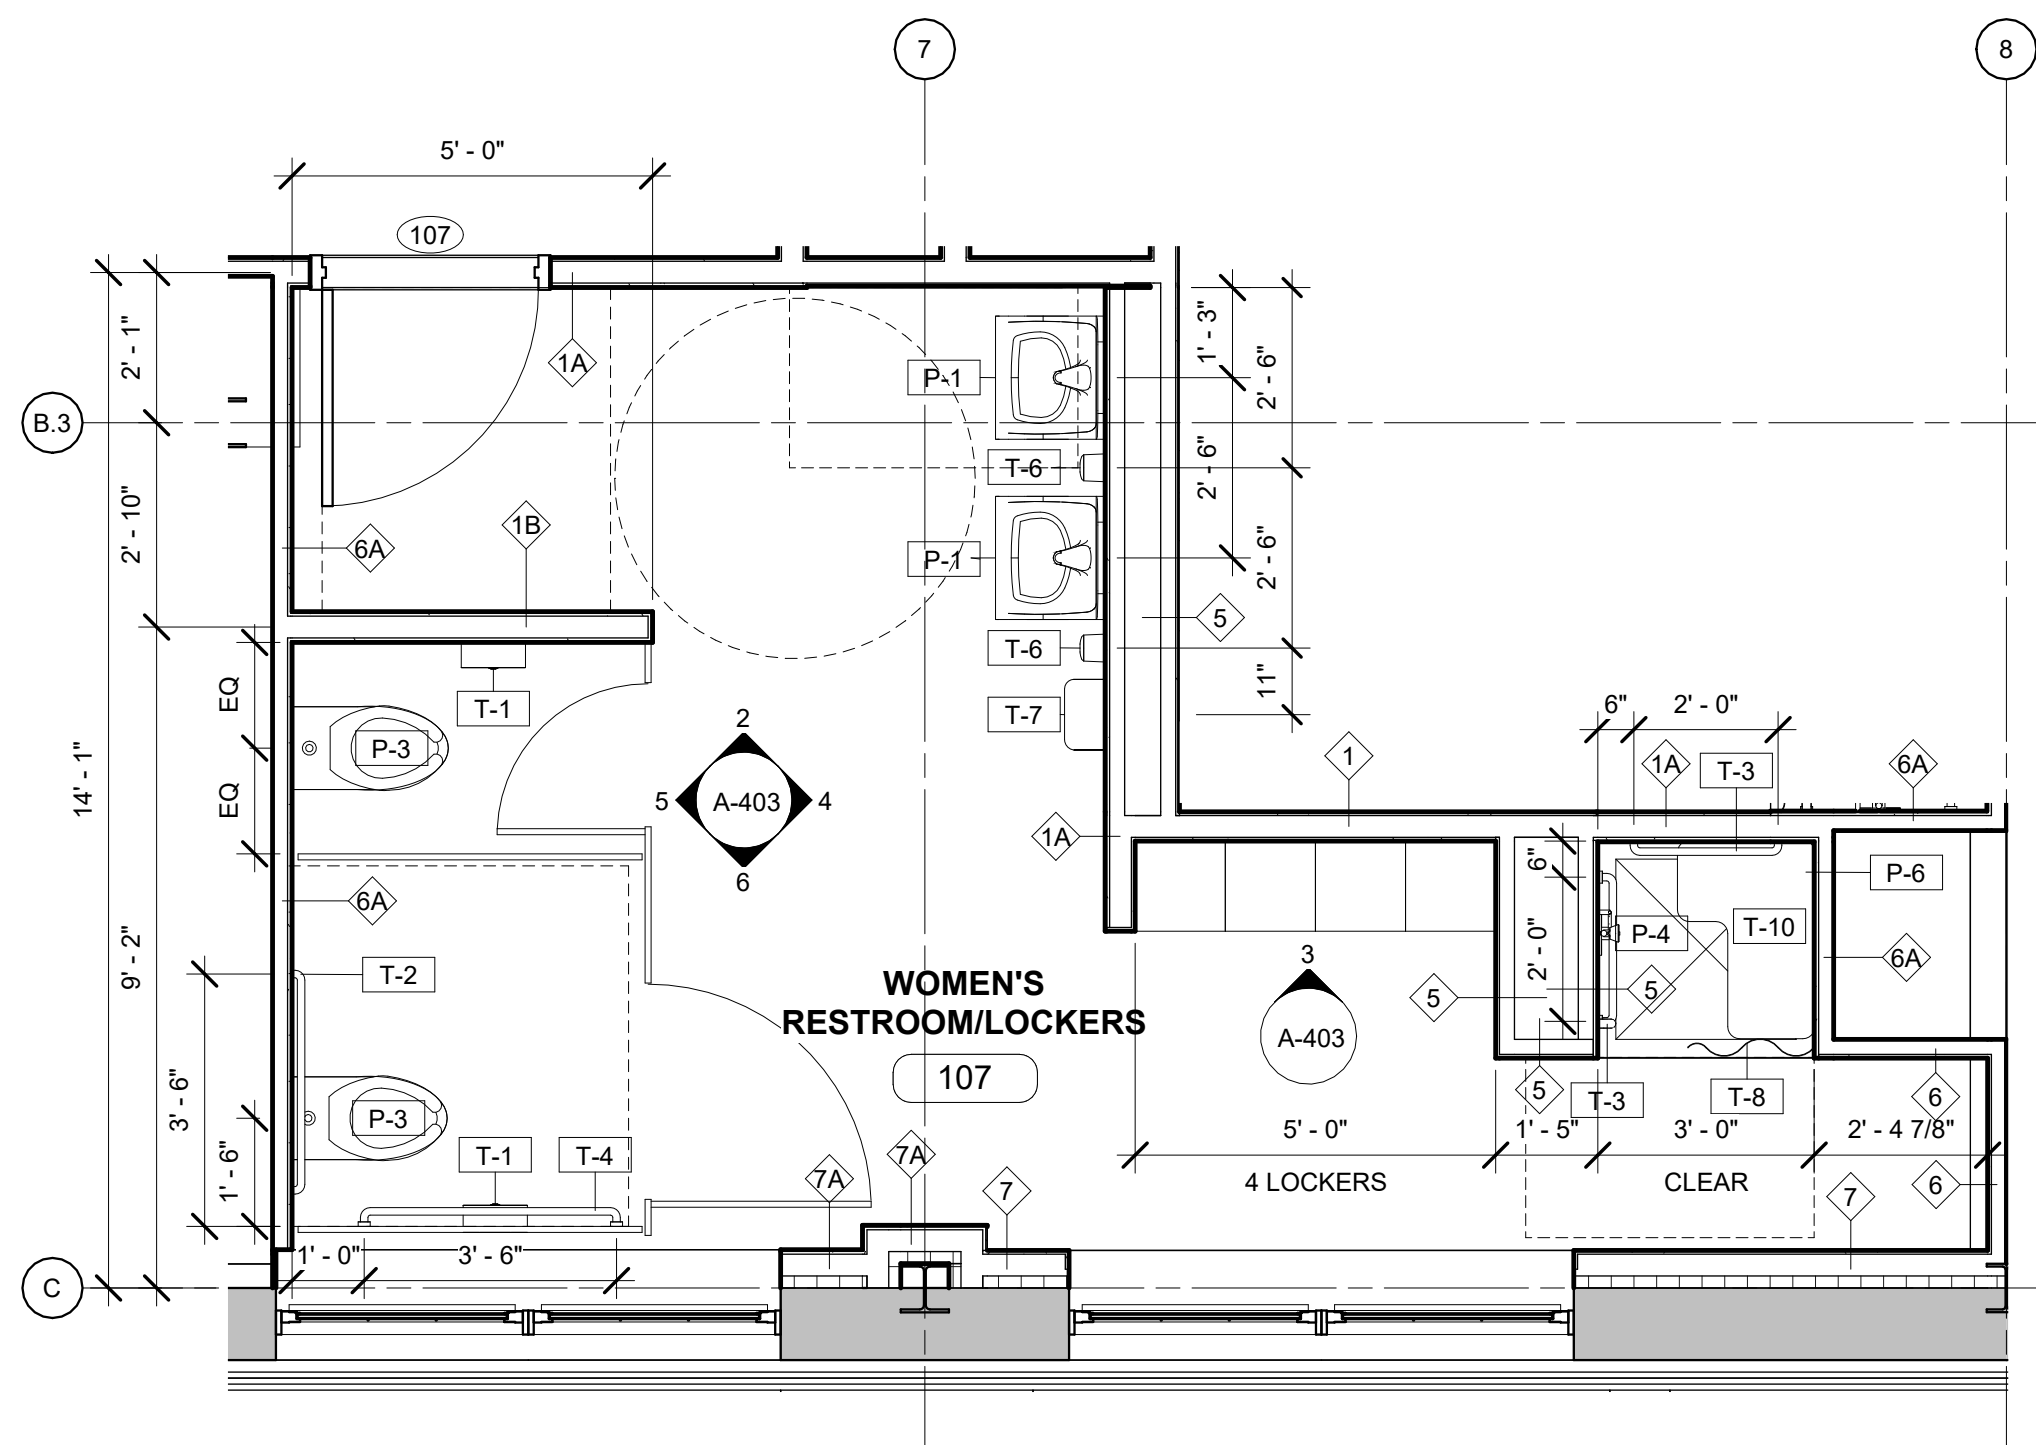 7
8
5' - 0"
107
2' - 1"
1' - 3"
2' - 6"
1A
P-1
B.3
T-6
2' - 6"
2' - 10"
1B
6A
P-1
2' - 6"
5
T-6
EQ
11"
T-1
T-7
6"
2' - 0"
2
P-3
1
1A
T-3
6A
14' - 1"
EQ
5
A-403
4
1A
6"
P-6
6
6A
9' - 2"
P-4
T-10
2' - 0"
3
6A
T-2
WOMEN'S
RESTROOM/LOCKERS
5
5
A-403
107
3' - 6"
P-3
5
T-3
T-8
6
1' - 6"
T-1
T-4
7A
7A
7
5' - 0"
1' - 5"
3' - 0"
2' - 4 7/8"
4 LOCKERS
CLEAR
7
6
1' - 0"
3' - 6"
C